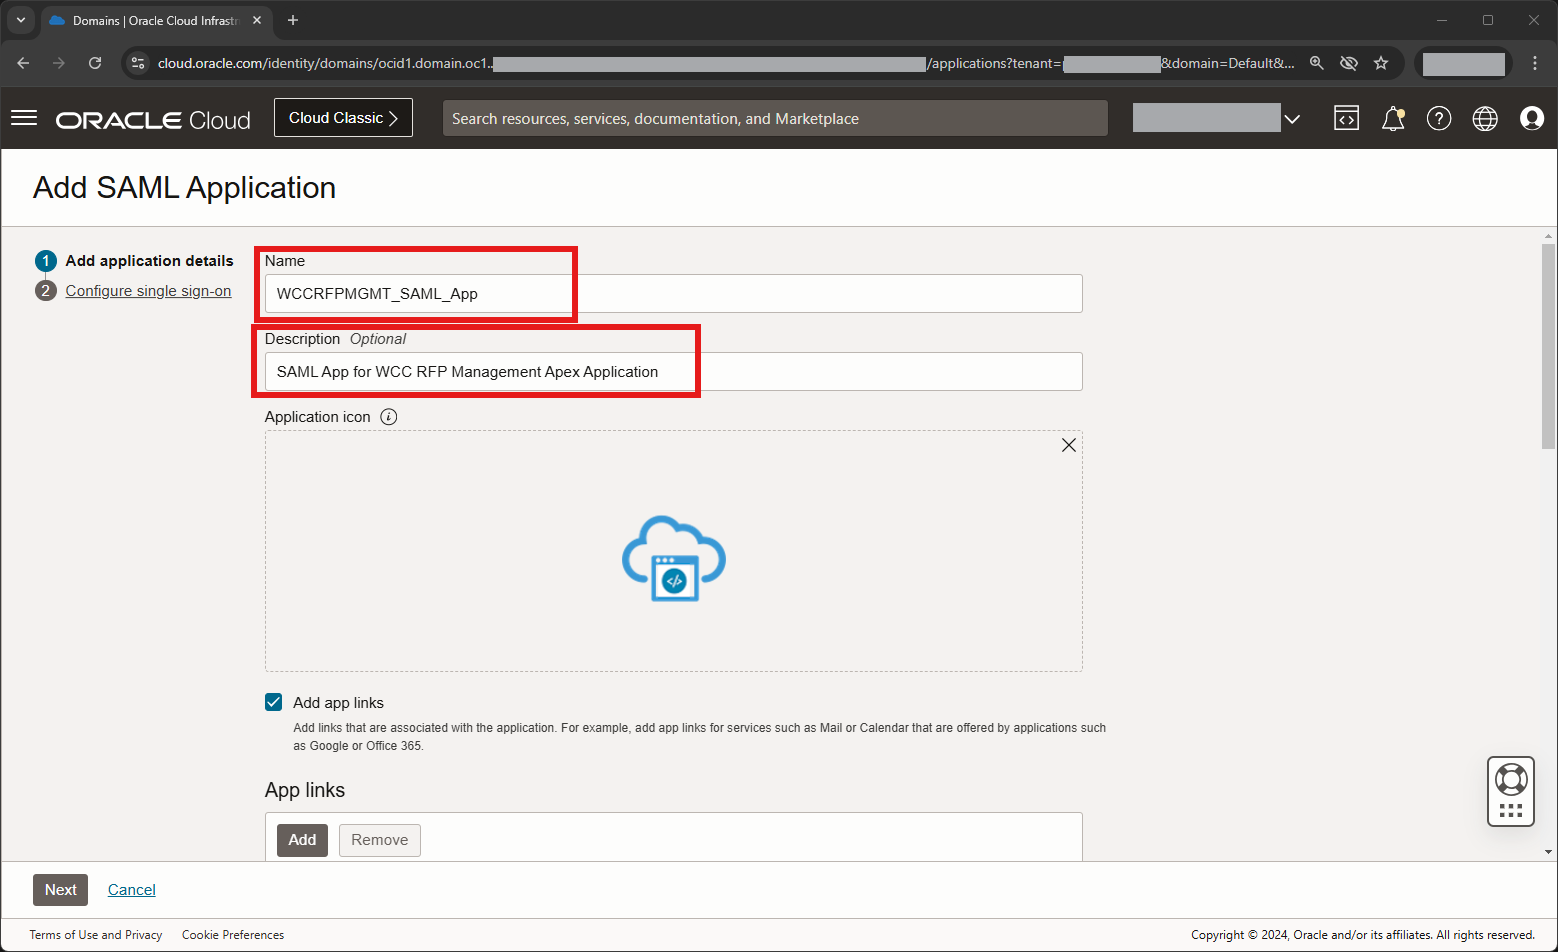 Domains | Oracle Cloud Infrastr
cloud.oracle.com/identity/domains/ocid1.domain.oc1.. /applications?tenant= &domain=Default&...
ORACLE Cloud
Cloud Classic
Search resources, services, documentation, and Marketplace
Add SAML Application
1 Add application details
2 Configure single sign-on
Name
WCCRFPMGMT_SAML_App
Description Optional
SAML App for WCC RFP Management Apex Application
Application icon
Add app links
Add links that are associated with the application. For example, add app links for services such as Mail or Calendar that are offered by applications such
as Google or Office 365.
App links
Add Remove
Next Cancel
Terms of Use and Privacy Cookie Preferences
Copyright © 2024, Oracle and/or its affiliates. All rights reserved.